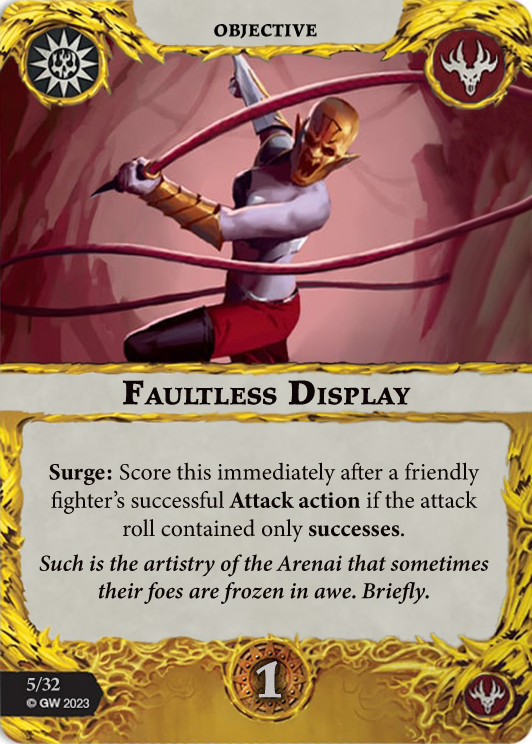 OBJECTIVE
FAULTLESS DISPLAY
Surge: Score this immediately after a friendly
fighter's successful Attack action if the attack
roll contained only successes.
Such is the artistry of the Arenai that sometimes
their foes are frozen in awe. Briefly.
1
5/32
© GW 2023